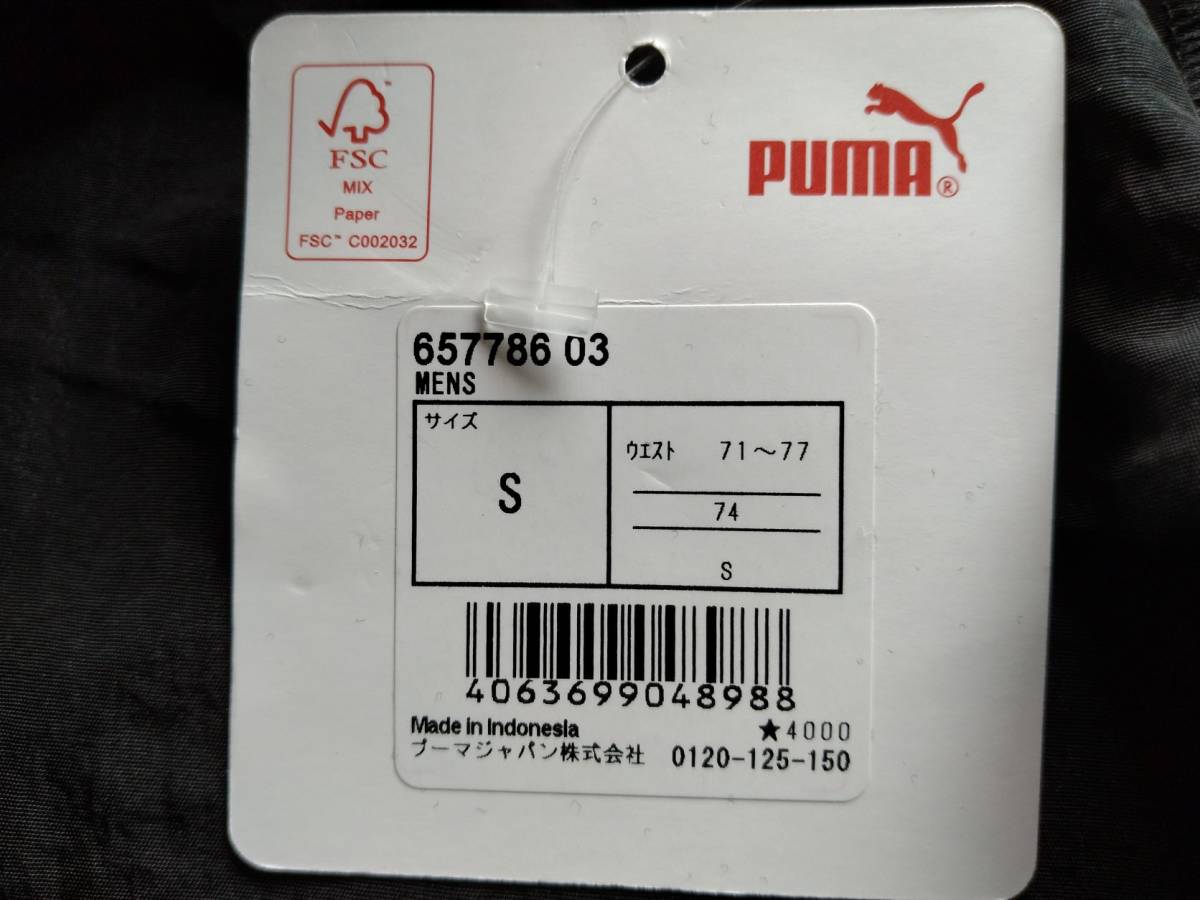 FSC
MIX
Paper
FSC™ C002032
PUMA®
657786 03
MENS
サイズ
S
ウエスト 71～77
74
S
4063699048988
Made in Indonesia
★4000
プーマジャパン株式会社 0120-125-150